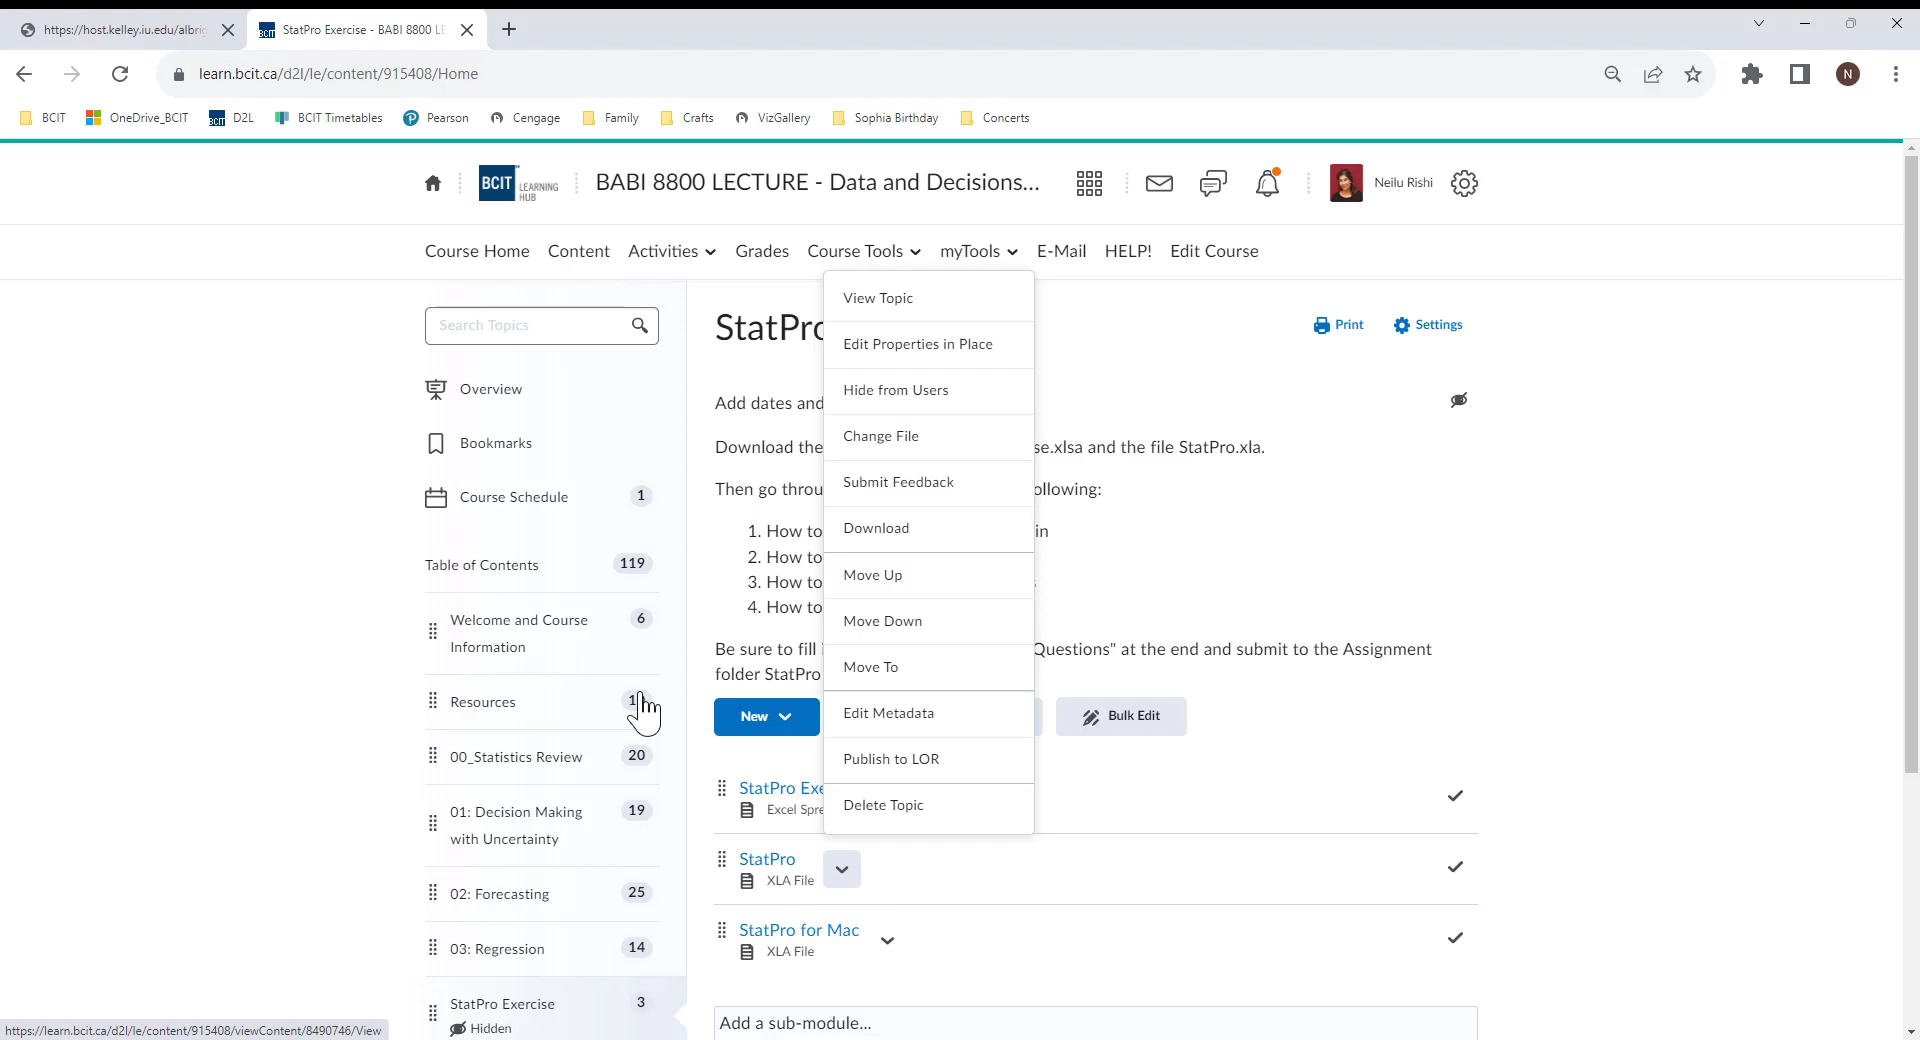 https://host.kelley.iu.edu/albri
StatPro Exercise - BABI 8800 LE
learn.bcit.ca/d2l/le/content/915408/Home
N
BCIT
OneDrive_BCIT
D2L
BCIT Timetables
Pearson
Cengage
Family
Crafts
VizGallery
Sophia Birthday
Concerts
BCIT LEARNING HUB
BABI 8800 LECTURE - Data and Decisions...
Neilu Rishi
Course Home
Content
Activities
Grades
Course Tools
myTools
E-Mail
HELP!
Edit Course
Search Topics
Overview
Bookmarks
Course Schedule 1
Table of Contents 119
Welcome and Course 6
Information
Resources
00_Statistics Review 20
01: Decision Making 19
with Uncertainty
02: Forecasting 25
03: Regression 14
StatPro Exercise 3
Hidden
StatPro
Print
Settings
Add dates and
Download the se.xlsa and the file StatPro.xla.
Then go throu ollowing:
1. How to in
2. How to
3. How to
4. How to
Be sure to fill Questions" at the end and submit to the Assignment
folder StatPro
New
Bulk Edit
View Topic
Edit Properties in Place
Hide from Users
Change File
Submit Feedback
Download
Move Up
Move Down
Move To
Edit Metadata
Publish to LOR
Delete Topic
StatPro Exe
Excel Spre
StatPro
XLA File
StatPro for Mac
XLA File
Add a sub-module...
https://learn.bcit.ca/d2l/le/content/915408/viewContent/8490746/View